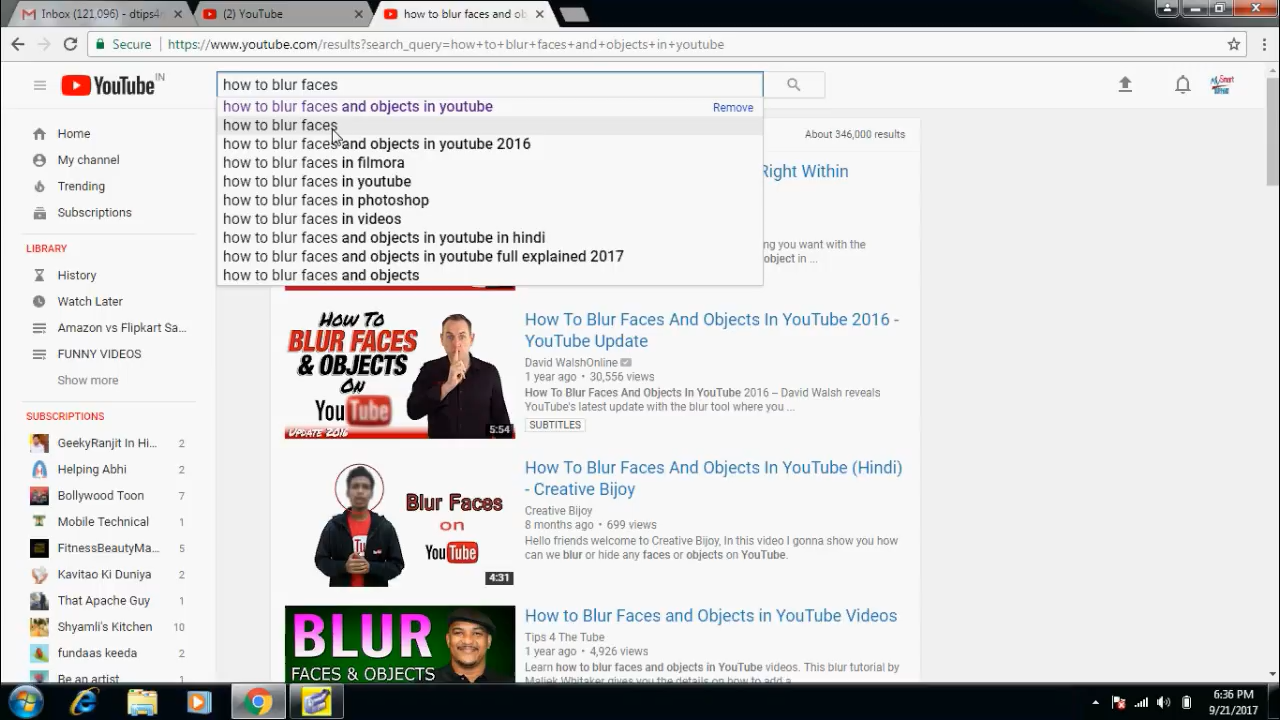 Inbox (121,096) - dtips4
(2) YouTube
how to blur faces and ob
Secure
https://www.youtube.com/results?search_query=how+to+blur+faces+and+objects+in+youtube
YouTube IN
how to blur faces
how to blur faces and objects in youtube
Remove
how to blur faces
how to blur faces and objects in youtube 2016
how to blur faces in filmora
how to blur faces in youtube
how to blur faces in photoshop
how to blur faces in videos
how to blur faces and objects in youtube in hindi
how to blur faces and objects in youtube full explained 2017
how to blur faces and objects
About 346,000 results
Right Within
ng you want with the
object in ...
Home
My channel
Trending
Subscriptions
LIBRARY
History
Watch Later
Amazon vs Flipkart Sa...
FUNNY VIDEOS
Show more
SUBSCRIPTIONS
GeekyRanjit In Hi... 2
Helping Abhi 2
Bollywood Toon 7
Mobile Technical 1
FitnessBeautyMa... 5
Kavitao Ki Duniya 2
That Apache Guy 1
Shyamli's Kitchen 10
fundaas keeda 2
Be an artist 1
How To
BLUR FACES
& OBJECTS
On
YouTube
UPDATE 2016
5:54
How To Blur Faces And Objects In YouTube 2016 -
YouTube Update
David WalshOnline
1 year ago • 30,556 views
How To Blur Faces And Objects In YouTube 2016 – David Walsh reveals
YouTube's latest update with the blur tool where you ...
SUBTITLES
Blur Faces
on
YouTube
4:31
How To Blur Faces And Objects In YouTube (Hindi)
- Creative Bijoy
Creative Bijoy
8 months ago • 699 views
Hello friends welcome to Creative Bijoy, In this video I gonna show you how
can we blur or hide any faces or objects on YouTube.
BLUR
FACES & OBJECTS
How to Blur Faces and Objects in YouTube Videos
Tips 4 The Tube
1 year ago • 4,926 views
Learn how to blur faces and objects in YouTube videos. This blur tutorial by
Maliek Whitaker gives you the details on how to add a
6:36 PM
9/21/2017